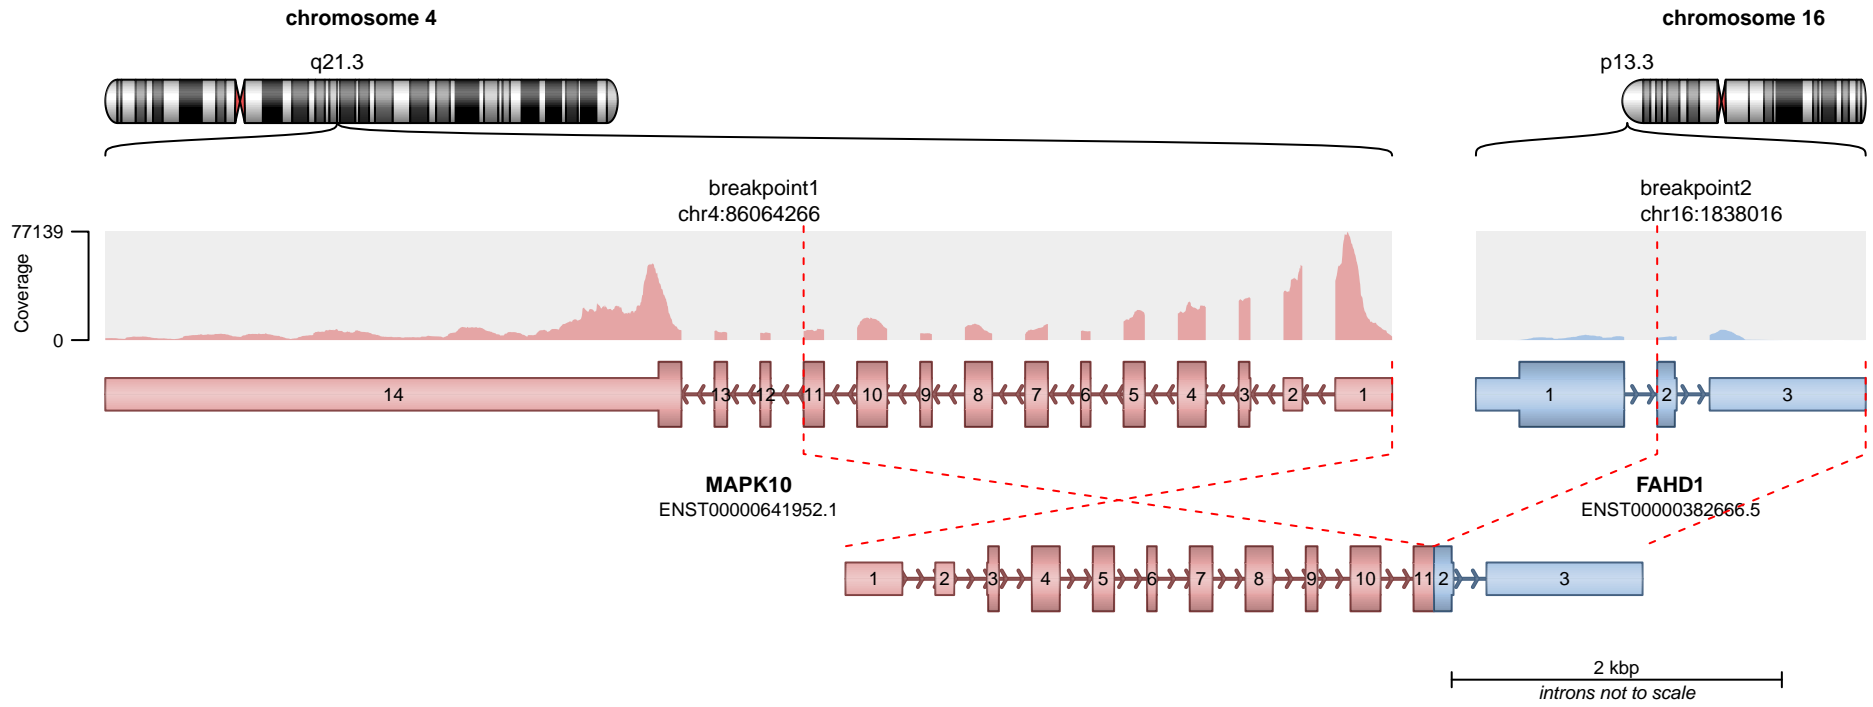 chromosome 4
chromosome 16
q21.3
p13.3
breakpoint1
chr4:86064266
breakpoint2
chr16:1838016
77139
Coverage
0
14 13 12 11 10 9 8 7 6 5 4 3 2 1
1 2 3
MAPK10
ENST00000641952.1
FAHD1
ENST00000382666.5
1 2 3 4 5 6 7 8 9 10 11 2 3
2 kbp
introns not to scale